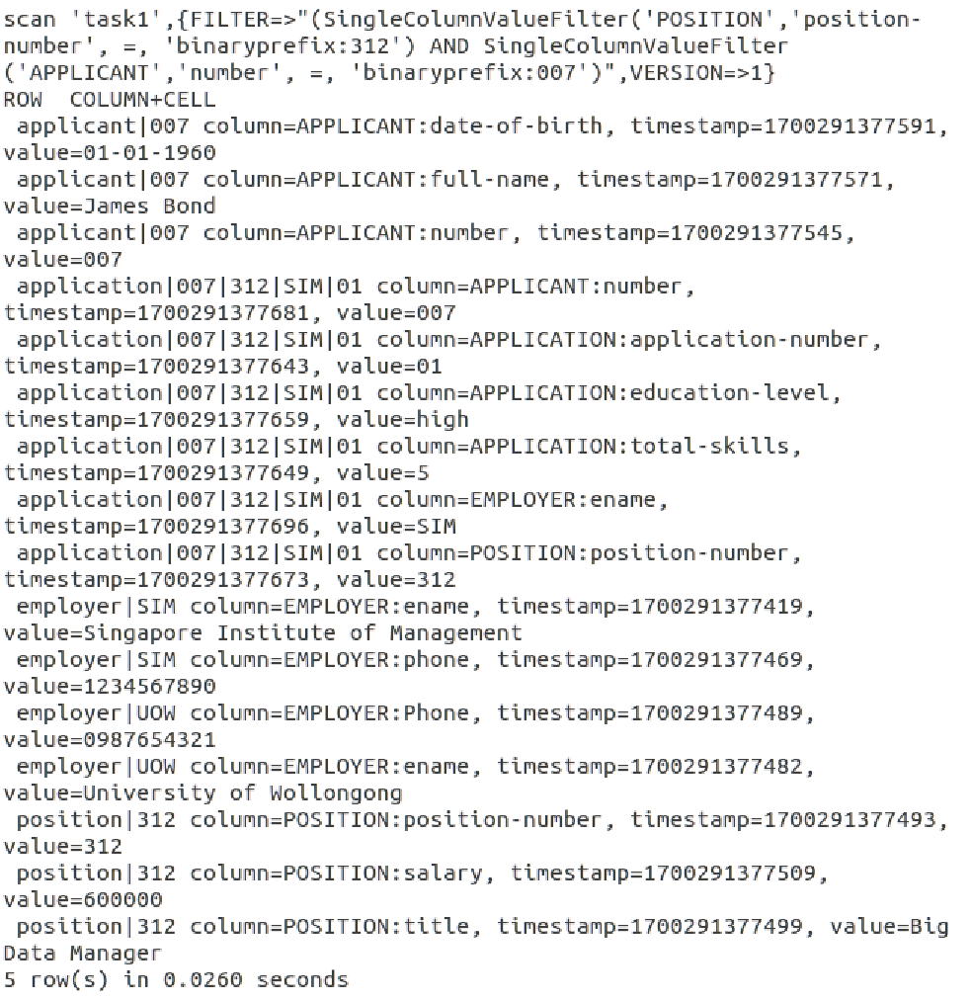 scan 'task1',{FILTER=>"(SingleColumnValueFilter('POSITION','position-
number', =, 'binaryprefix:312') AND SingleColumnValueFilter
('APPLICANT','number', =, 'binaryprefix:007')",VERSION=>1}
ROW  COLUMN+CELL
 applicant|007 column=APPLICANT:date-of-birth, timestamp=1700291377591,
value=01-01-1960
 applicant|007 column=APPLICANT:full-name, timestamp=1700291377571,
value=James Bond
 applicant|007 column=APPLICANT:number, timestamp=1700291377545,
value=007
 application|007|312|SIM|01 column=APPLICANT:number,
timestamp=1700291377681, value=007
 application|007|312|SIM|01 column=APPLICATION:application-number,
timestamp=1700291377643, value=01
 application|007|312|SIM|01 column=APPLICATION:education-level,
timestamp=1700291377659, value=high
 application|007|312|SIM|01 column=APPLICATION:total-skills,
timestamp=1700291377649, value=5
 application|007|312|SIM|01 column=EMPLOYER:ename,
timestamp=1700291377696, value=SIM
 application|007|312|SIM|01 column=POSITION:position-number,
timestamp=1700291377673, value=312
 employer|SIM column=EMPLOYER:ename, timestamp=1700291377419,
value=Singapore Institute of Management
 employer|SIM column=EMPLOYER:phone, timestamp=1700291377469,
value=1234567890
 employer|UOW column=EMPLOYER:Phone, timestamp=1700291377489,
value=0987654321
 employer|UOW column=EMPLOYER:ename, timestamp=1700291377482,
value=University of Wollongong
 position|312 column=POSITION:position-number, timestamp=1700291377493,
value=312
 position|312 column=POSITION:salary, timestamp=1700291377509,
value=600000
 position|312 column=POSITION:title, timestamp=1700291377499, value=Big
Data Manager
5 row(s) in 0.0260 seconds